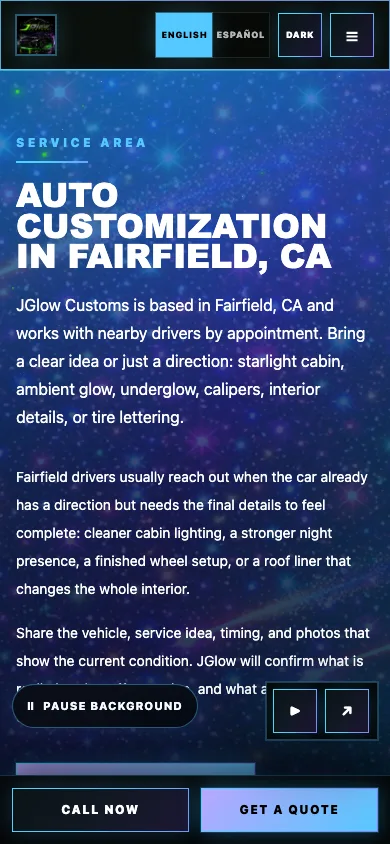 ENGLISH ESPAÑOL DARK
SERVICE AREA
AUTO
CUSTOMIZATION
IN FAIRFIELD, CA
JGlow Customs is based in Fairfield, CA and
works with nearby drivers by appointment. Bring
a clear idea or just a direction: starlight cabin,
ambient glow, underglow, calipers, interior
details, or tire lettering.
Fairfield drivers usually reach out when the car already
has a direction but needs the final details to feel
complete: cleaner cabin lighting, a stronger night
presence, a finished wheel setup, or a roof liner that
changes the whole interior.
Share the vehicle, service idea, timing, and photos that
show the current condition. JGlow will confirm what is
and what
PAUSE BACKGROUND
CALL NOW GET A QUOTE